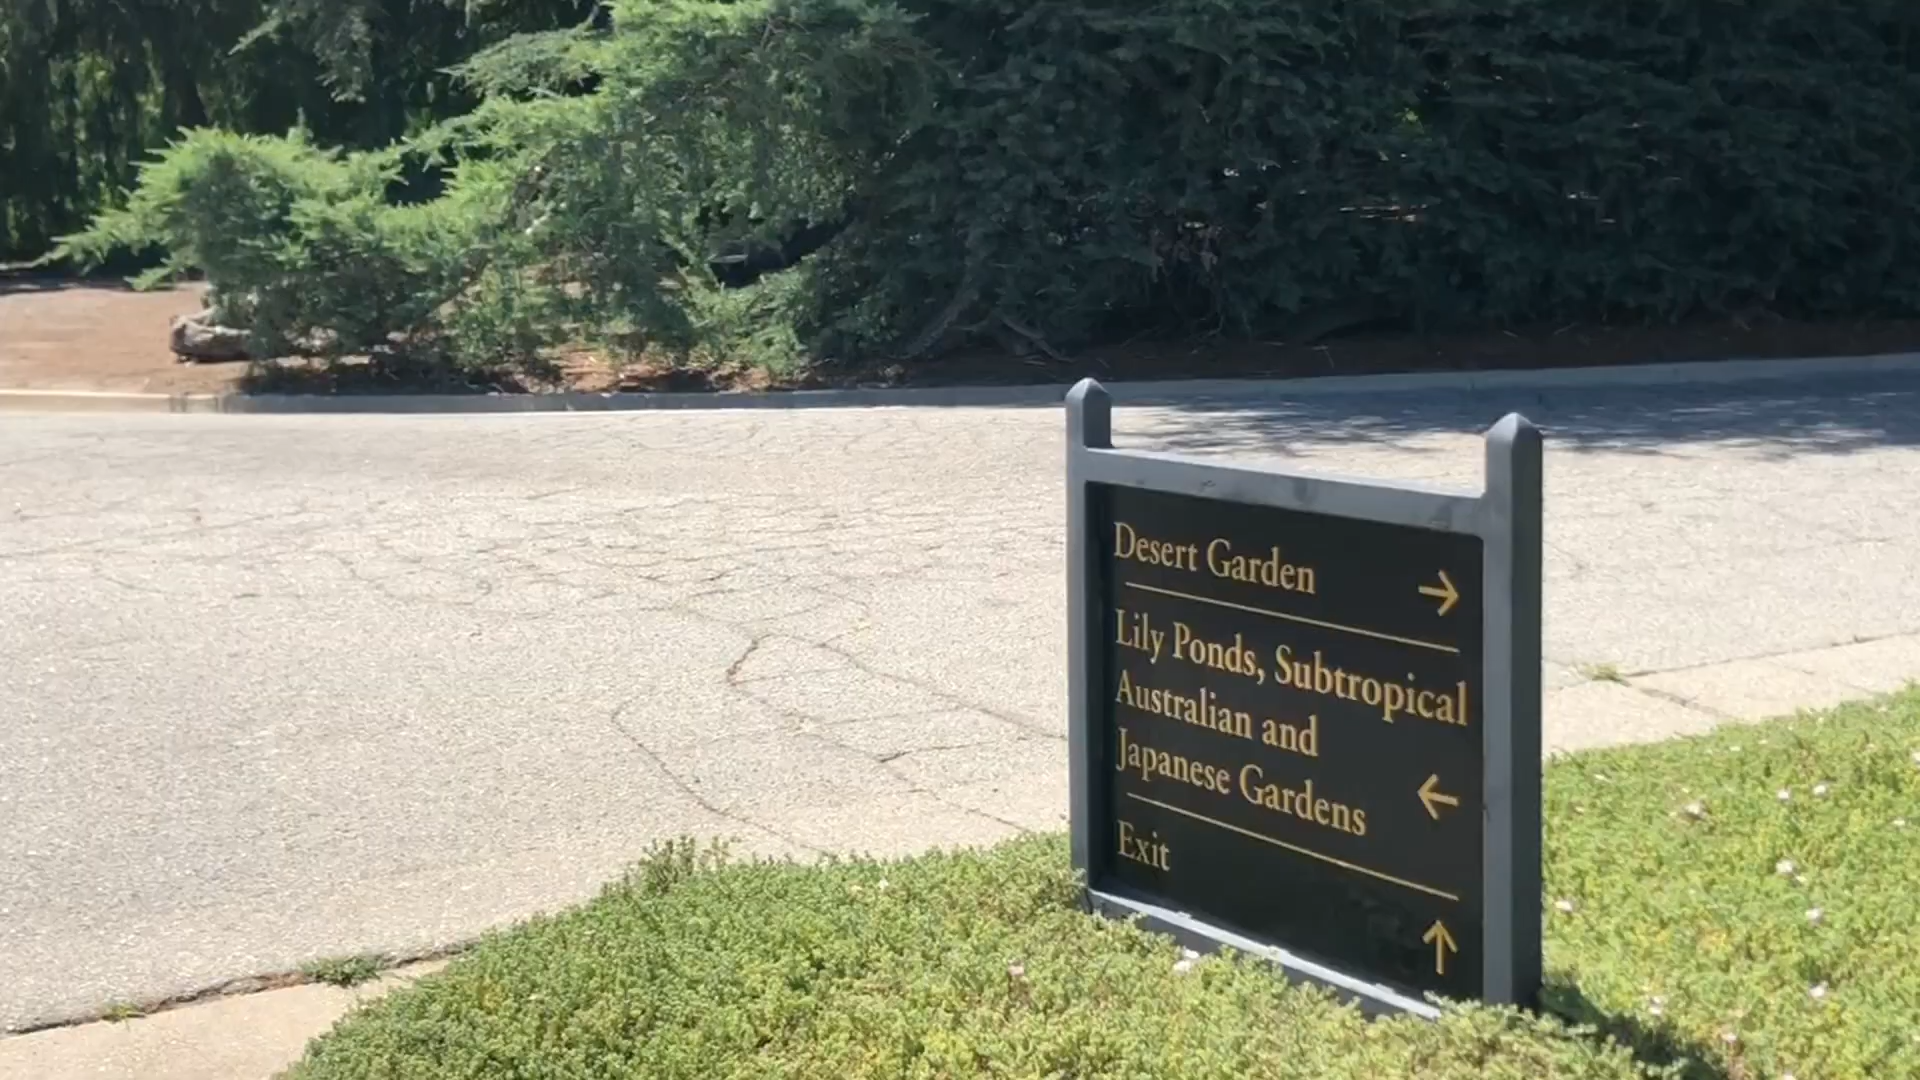 Desert Garden →
Lily Ponds, Subtropical
Australian and
Japanese Gardens ←
Exit
↑